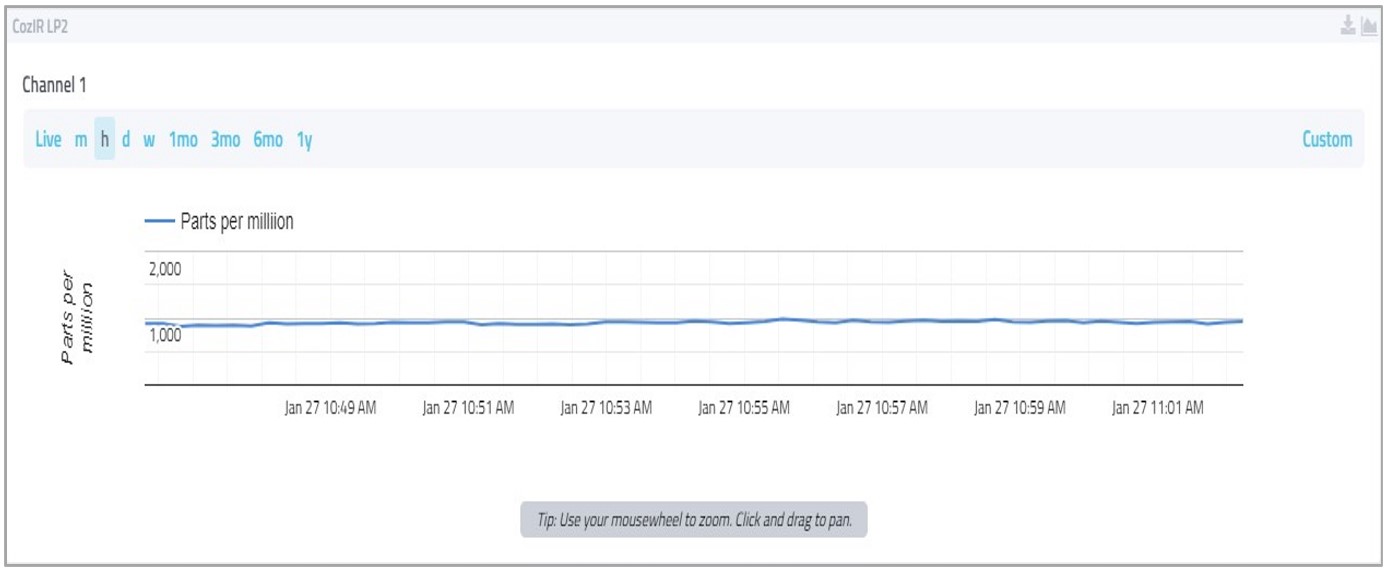 CozIR LP2
Channel 1
Live m h d w 1mo 3mo 6mo 1y Custom
Parts per milliion
Parts per
milliion
2,000
1,000
Jan 27 10:49 AM Jan 27 10:51 AM Jan 27 10:53 AM Jan 27 10:55 AM Jan 27 10:57 AM Jan 27 10:59 AM Jan 27 11:01 AM
Tip: Use your mousewheel to zoom. Click and drag to pan.